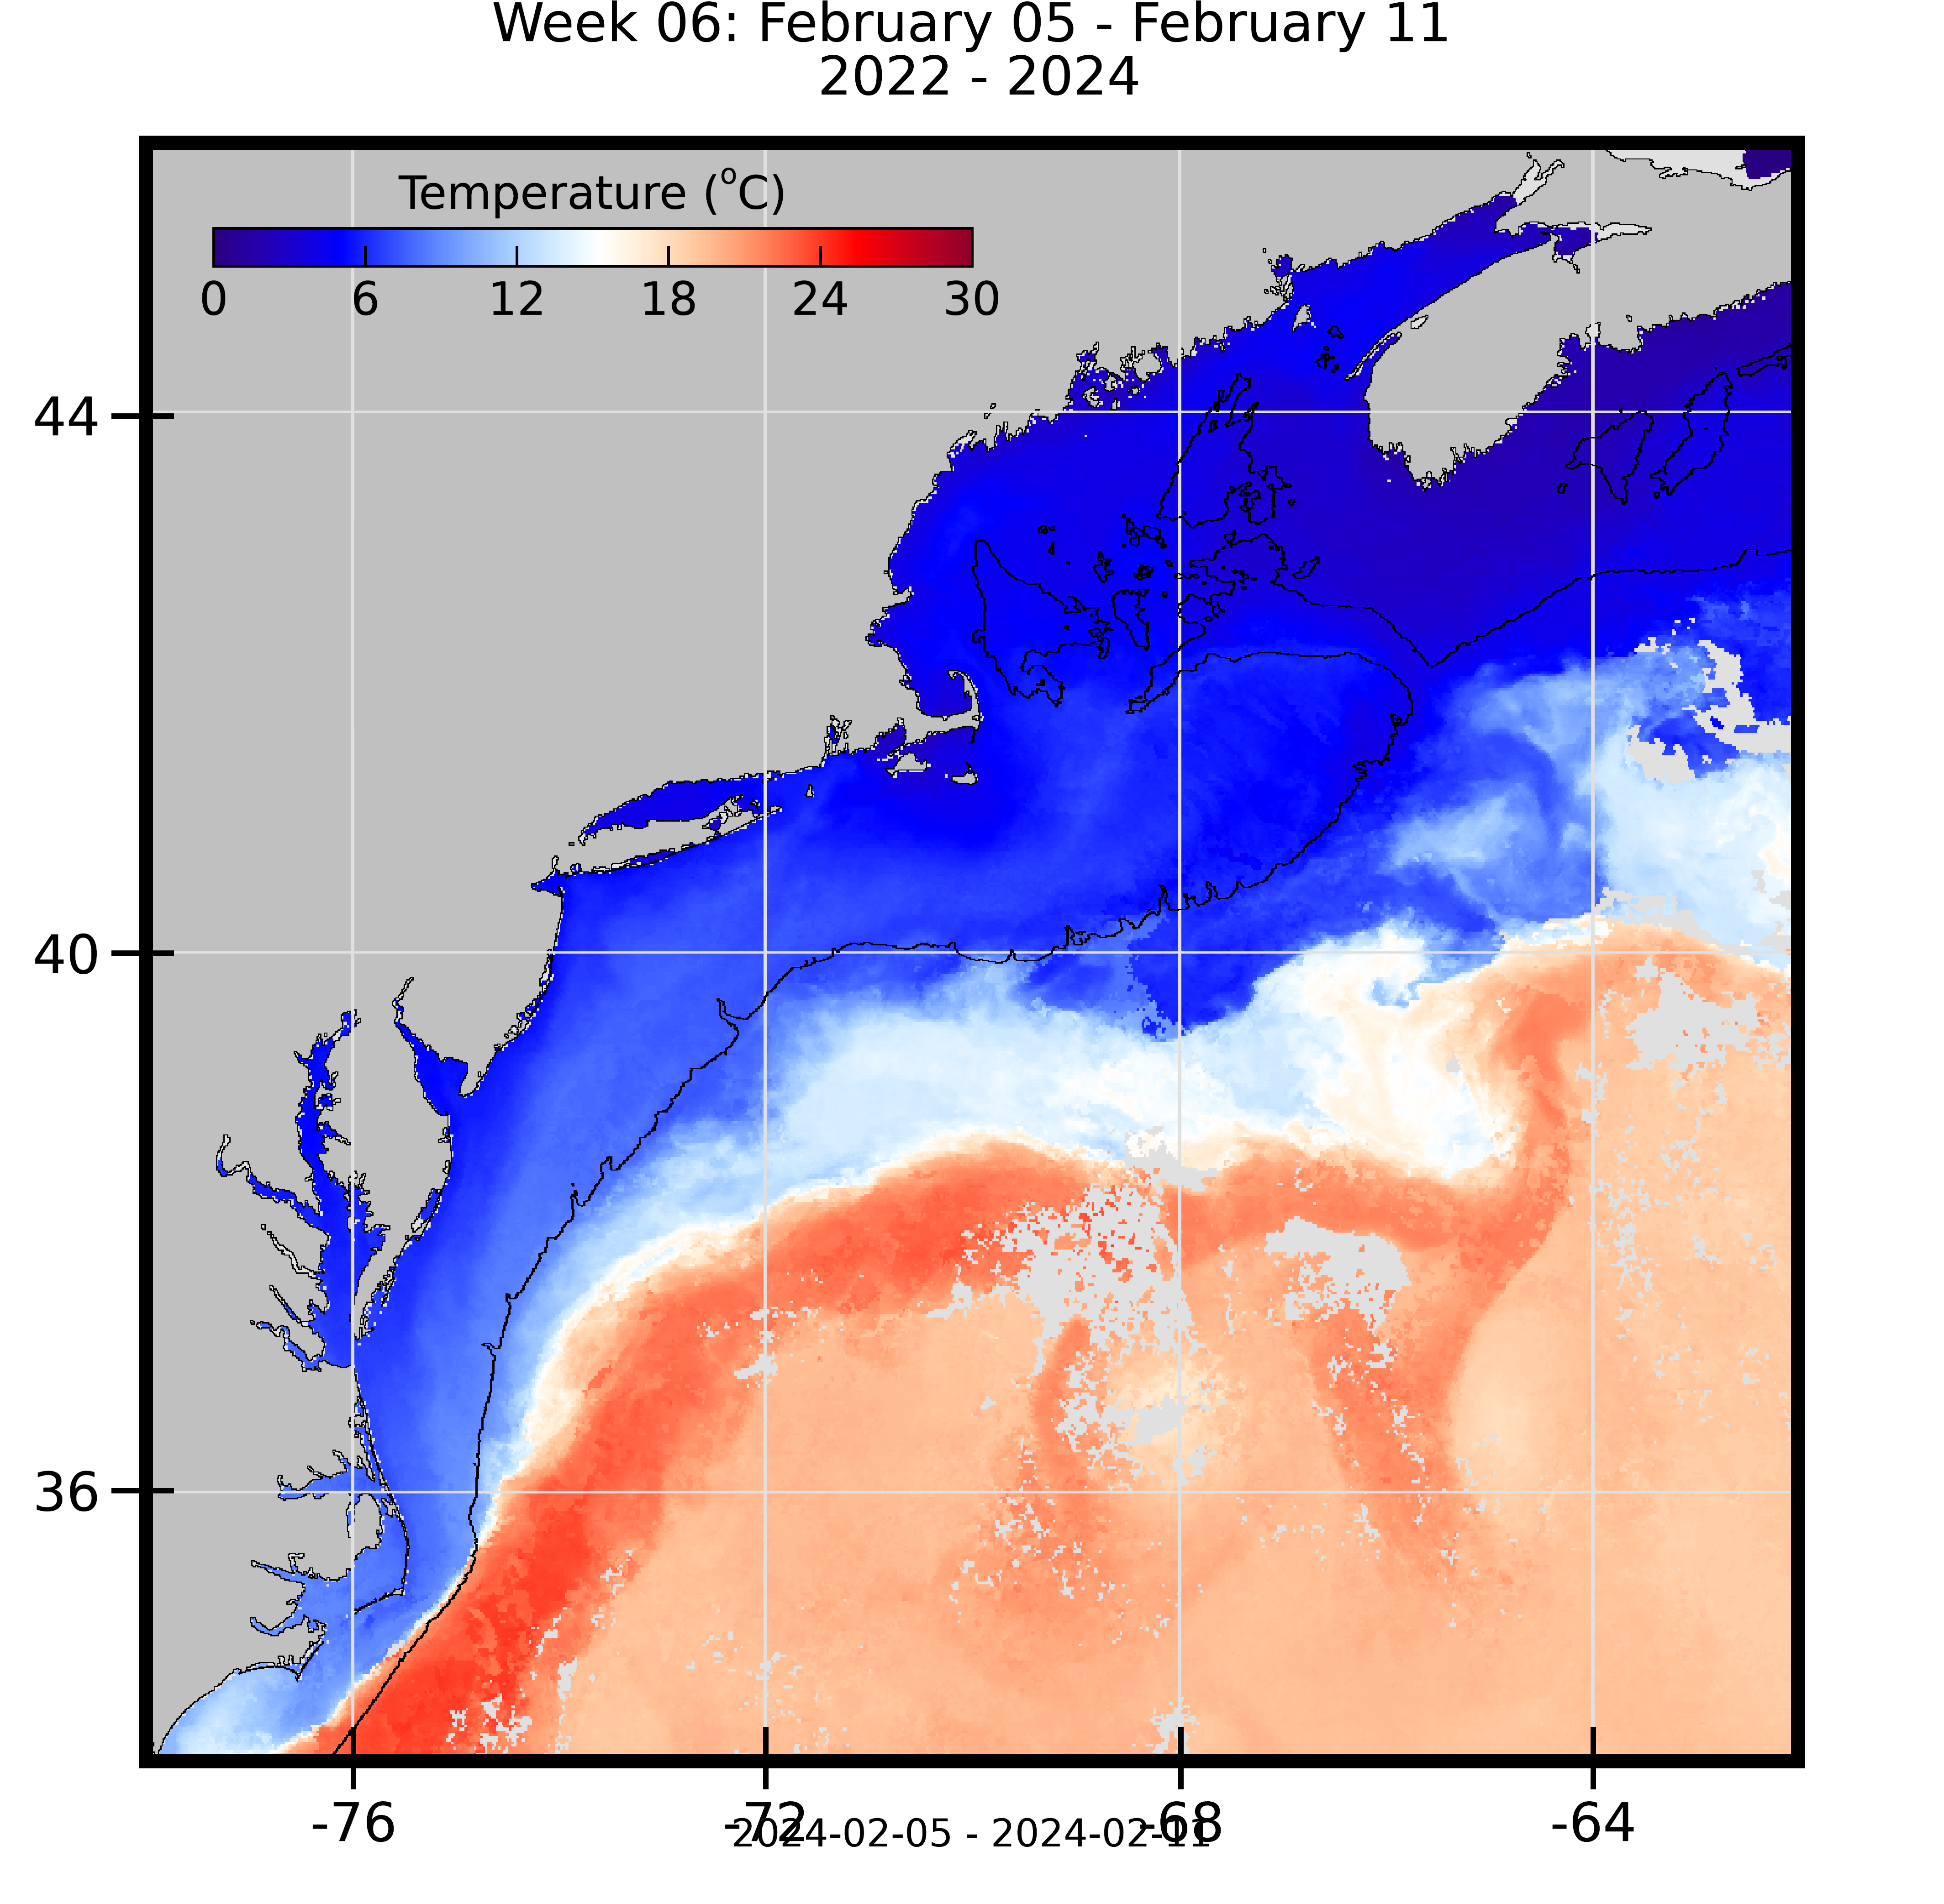 Week 06: February 05 - February 11
2022 - 2024
Temperature (°C)
0 6 12 18 24 30
44
40
36
-76 -72 -68 -64
2024-02-05 - 2024-02-11